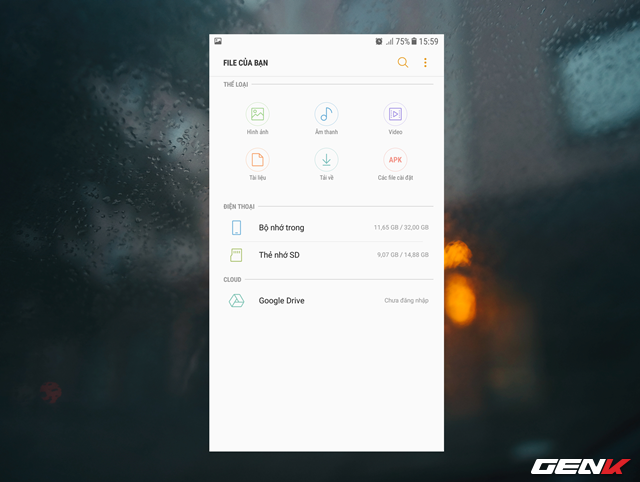 75% 15:59
FILE CỦA BẠN
THỂ LOẠI
Hình ảnh Âm thanh Video
APK
Tài liệu Tải về Các file cài đặt
ĐIỆN THOẠI
Bộ nhớ trong 11,65 GB / 32,00 GB
Thẻ nhớ SD 9,07 GB / 14,88 GB
CLOUD
Google Drive Chưa đăng nhập
GENK